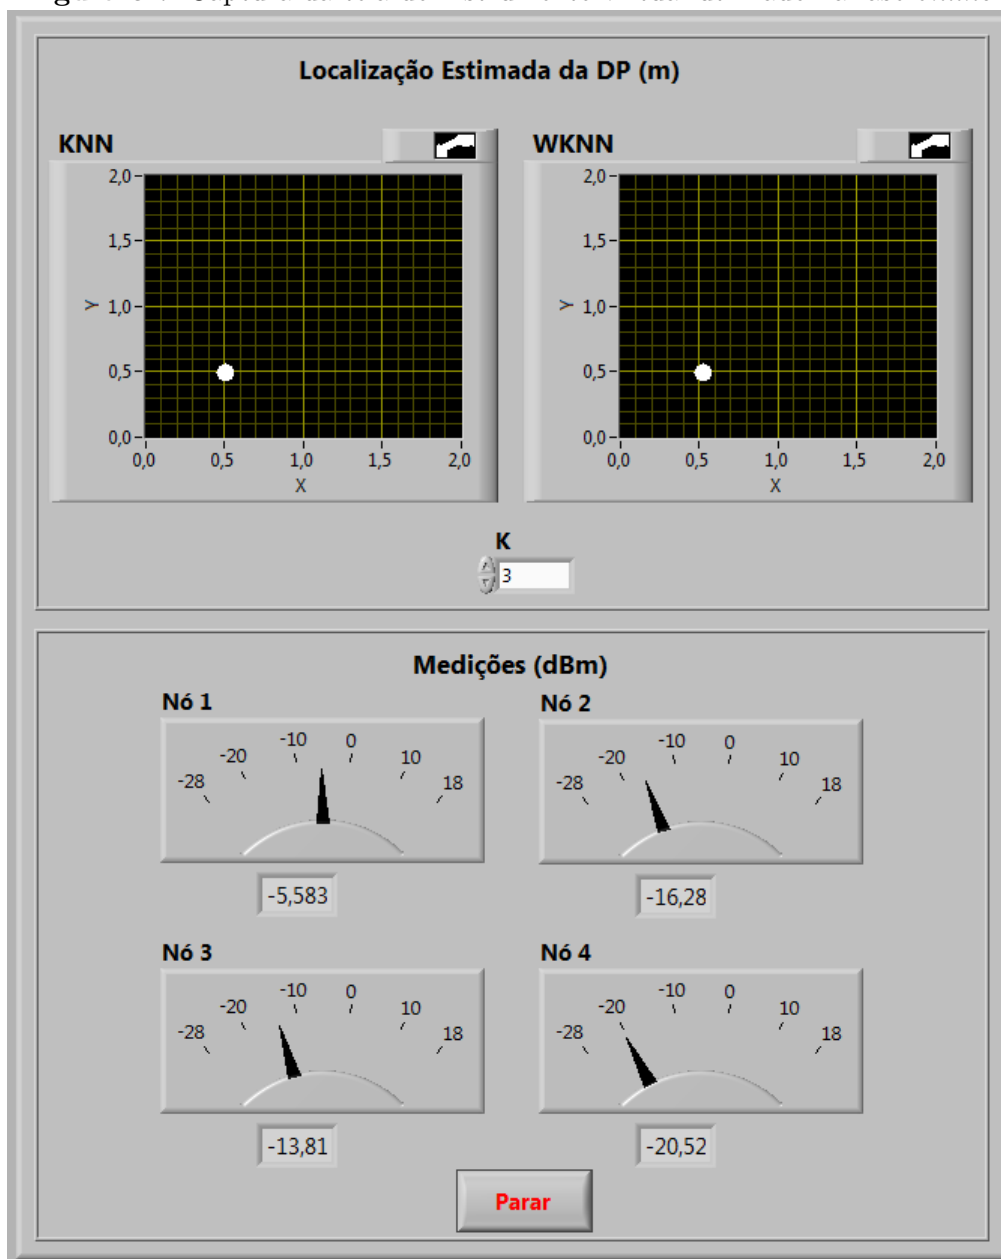 Localização Estimada da DP (m)
KNN
WKNN
2,0
1,5
1,0
0,5
0,0
Y
0,0 0,5 1,0 1,5 2,0
X
2,0
1,5
1,0
0,5
0,0
Y
0,0 0,5 1,0 1,5 2,0
X
K
3
Medições (dBm)
Nó 1
-28 -20 -10 0 10 18
-5,583
Nó 2
-28 -20 -10 0 10 18
-16,28
Nó 3
-28 -20 -10 0 10 18
-13,81
Nó 4
-28 -20 -10 0 10 18
-20,52
Parar